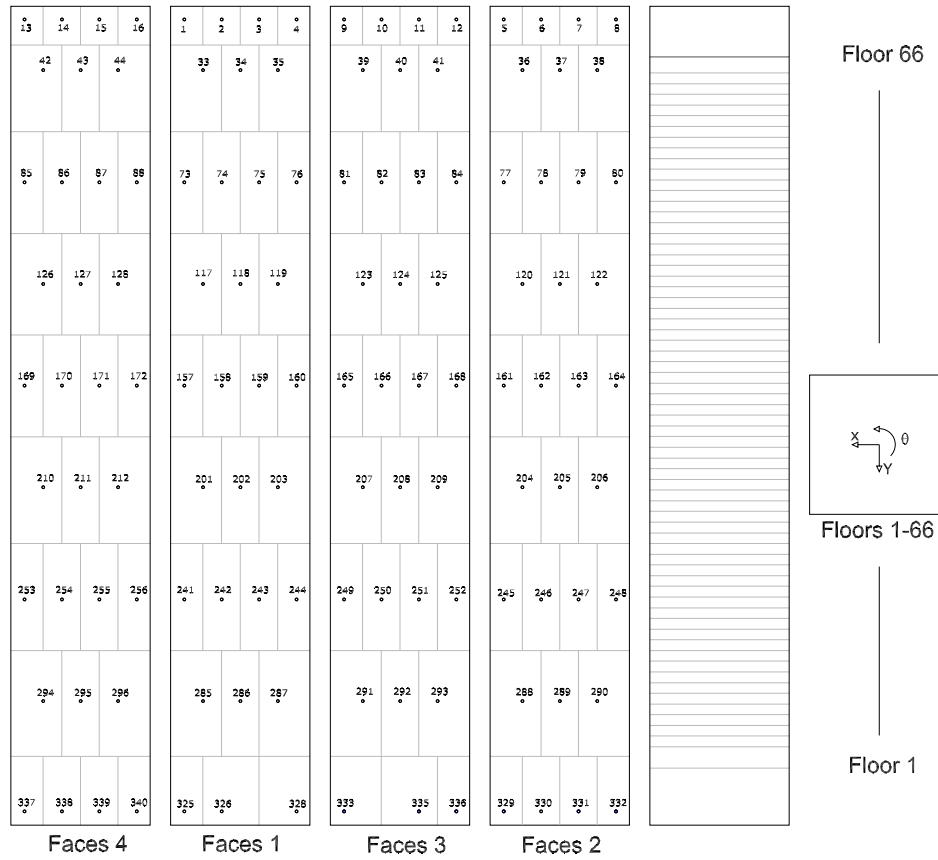 13 14 15 16 1 2 3 4 9 10 11 12 5 6 7 8
42 43 44 33 34 35 39 40 41 36 37 38
Floor 66
85 86 87 88 73 74 75 76 81 82 83 84 77 78 79 80
126 127 128 117 118 119 123 124 125 120 121 122
169 170 171 172 157 158 159 160 165 166 167 168 161 162 163 164
X θ
Y
210 211 212 201 202 203 207 208 209 204 205 206
Floors 1-66
253 254 255 256 241 242 243 244 249 250 251 252 245 246 247 248
294 295 296 285 286 287 291 292 293 288 289 290
Floor 1
337 338 339 340 325 326 328 333 335 336 329 330 331 332
Faces 4 Faces 1 Faces 3 Faces 2